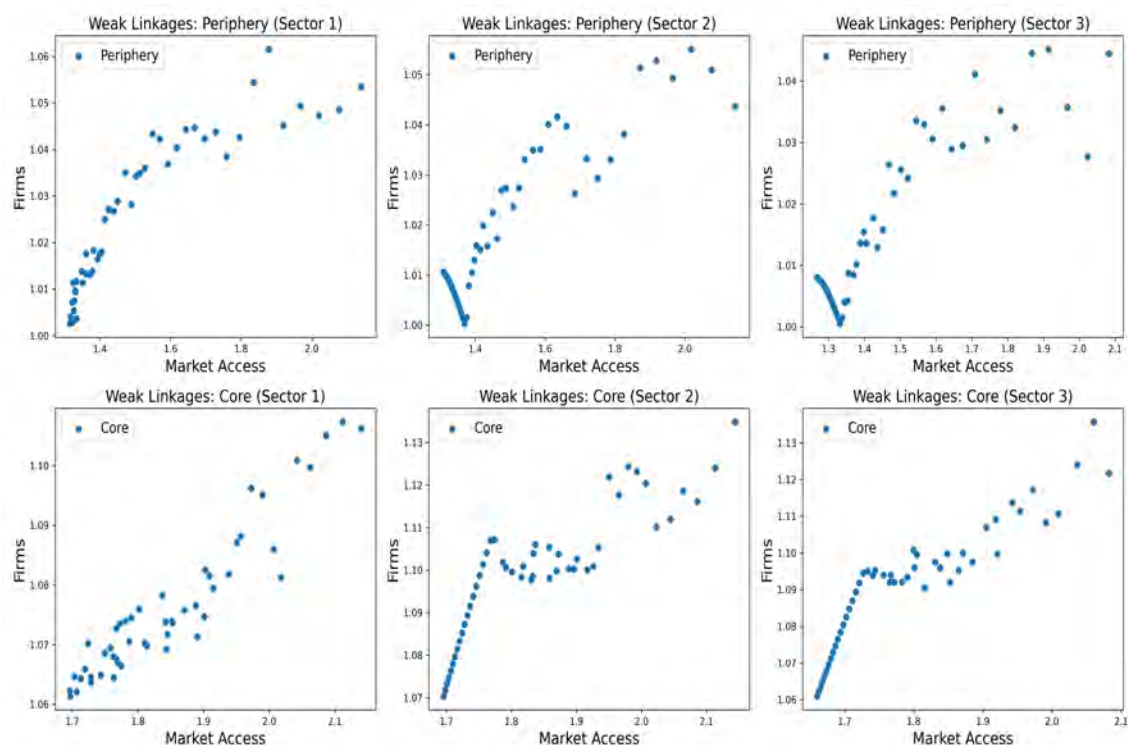 Weak Linkages: Periphery (Sector 1)
Periphery
Firms
1.06
1.05
1.04
1.03
1.02
1.01
1.00
1.4
1.6
1.8
2.0
Market Access
Weak Linkages: Periphery (Sector 2)
Periphery
Firms
1.05
1.04
1.03
1.02
1.01
1.00
1.4
1.6
1.8
2.0
Market Access
Weak Linkages: Periphery (Sector 3)
Periphery
Firms
1.04
1.03
1.02
1.01
1.00
1.3
1.4
1.5
1.6
1.7
1.8
1.9
2.0
2.1
Market Access
Weak Linkages: Core (Sector 1)
Core
Firms
1.10
1.09
1.08
1.07
1.06
1.7
1.8
1.9
2.0
2.1
Market Access
Weak Linkages: Core (Sector 2)
Core
Firms
1.13
1.12
1.11
1.10
1.09
1.08
1.07
1.7
1.8
1.9
2.0
2.1
Market Access
Weak Linkages: Core (Sector 3)
Core
Firms
1.13
1.12
1.11
1.10
1.09
1.08
1.07
1.06
1.7
1.8
1.9
2.0
2.1
Market Access